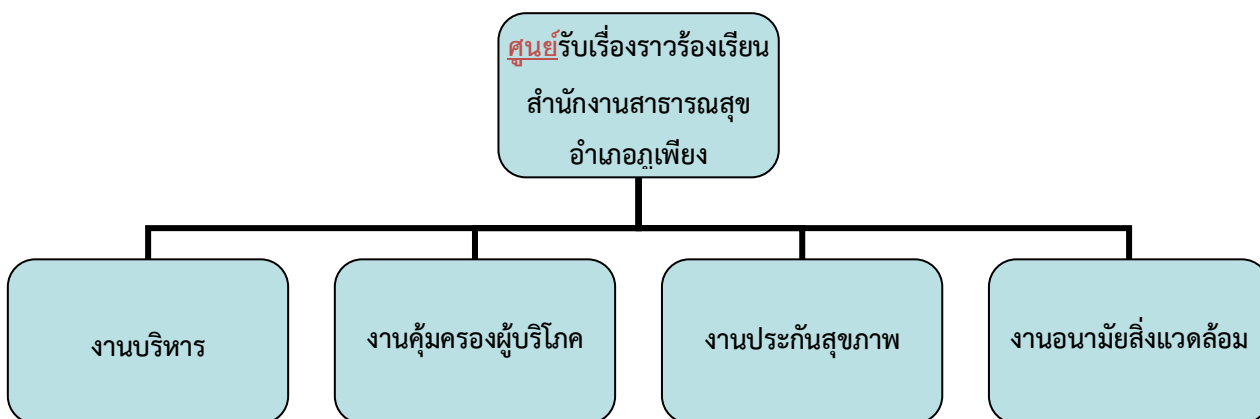 ศูนย์รับเรื่องราวร้องเรียน
สำนักงานสาธารณสุข
อำเภอภูเพียง
งานบริหาร
งานคุ้มครองผู้บริโภค
งานประกันสุขภาพ
งานอนามัยสิ่งแวดล้อม